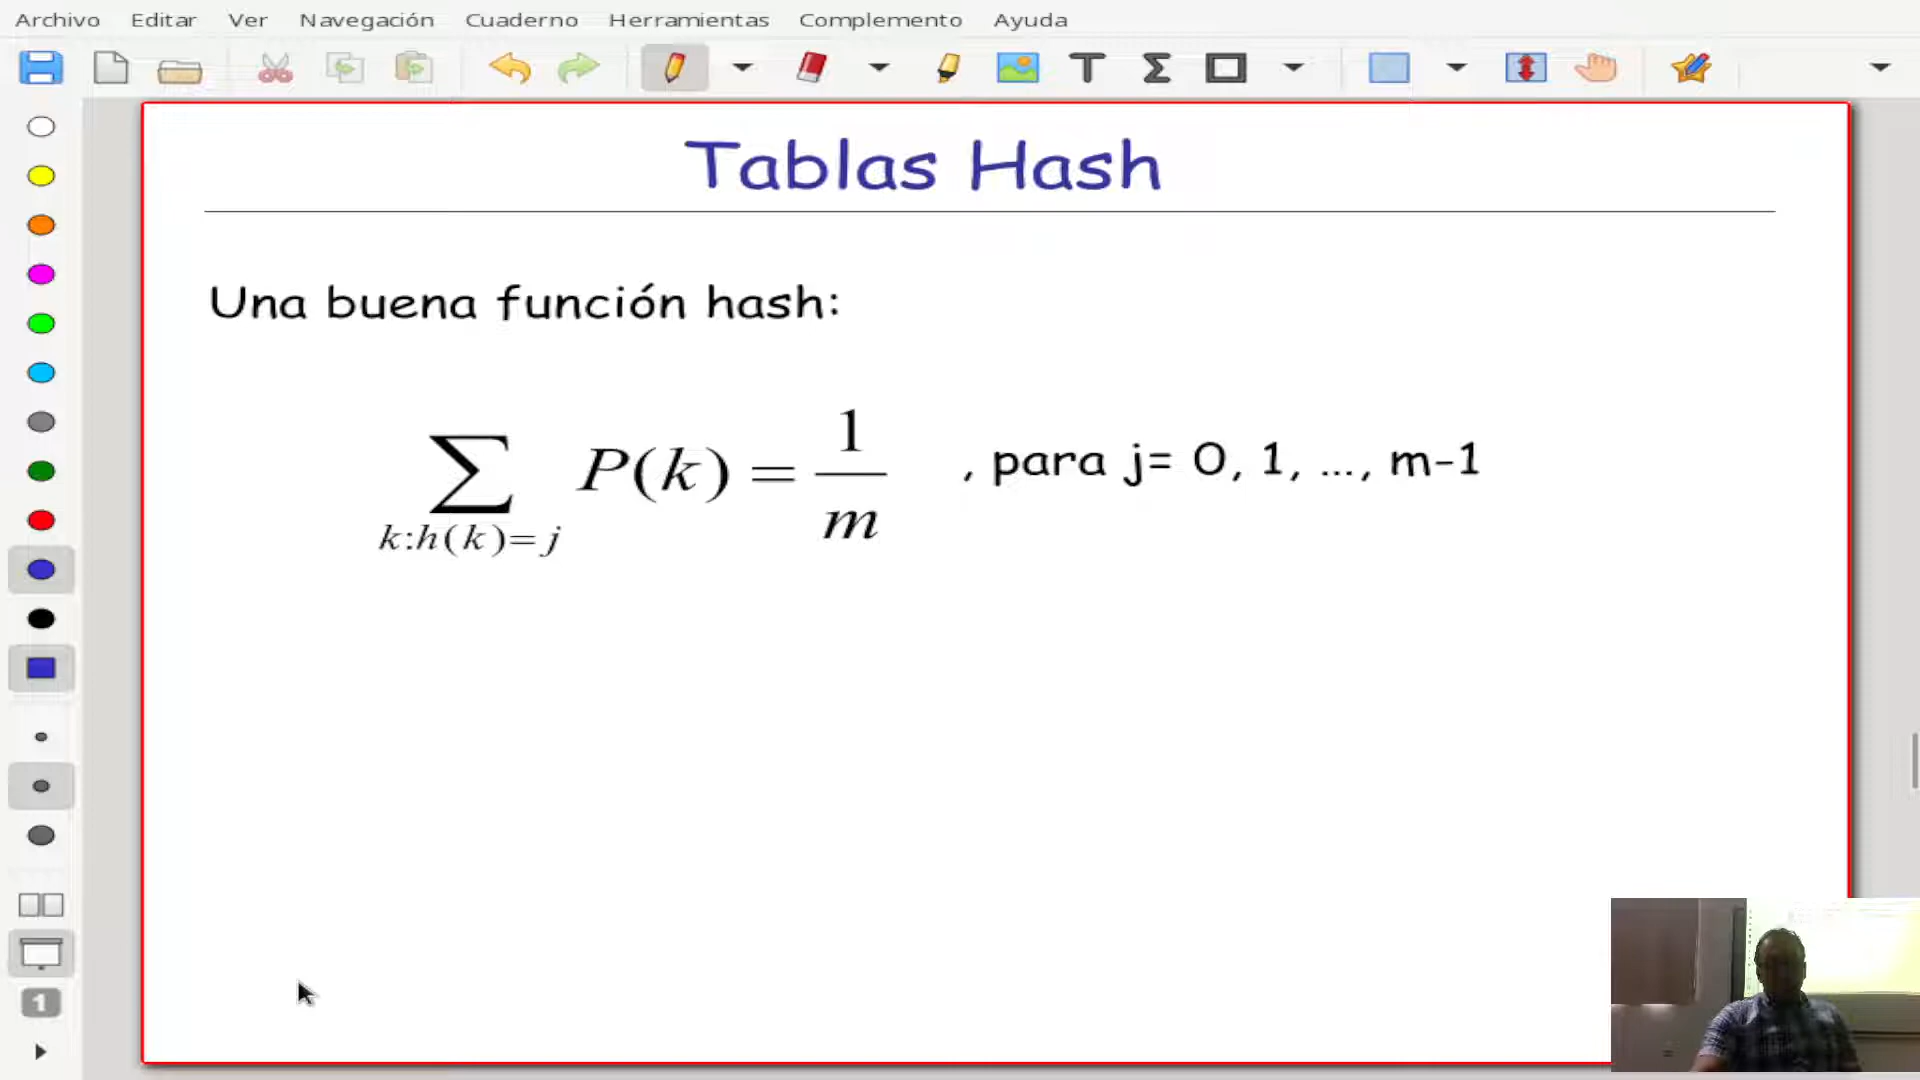 Archivo Editar Ver Navegación Cuaderno Herramientas Complemento Ayuda
Tablas Hash
Una buena función hash:
∑ P(k) = 1/m , para j= 0, 1, ..., m-1
k:h(k)=j
1